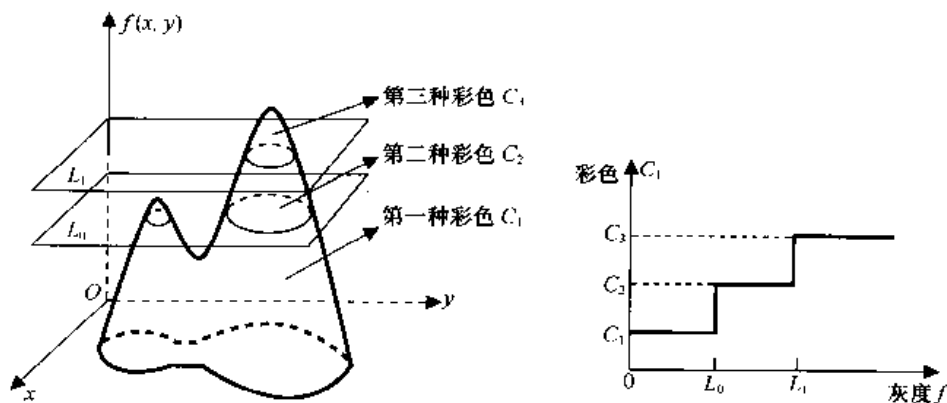 f(x, y)
第三种彩色 C₃
第二种彩色 C₂
第一种彩色 C₁
L₁
L₀
O
y
x
彩色 C₁
C₃
C₂
C₁
0
L₀
L₁
灰度 f